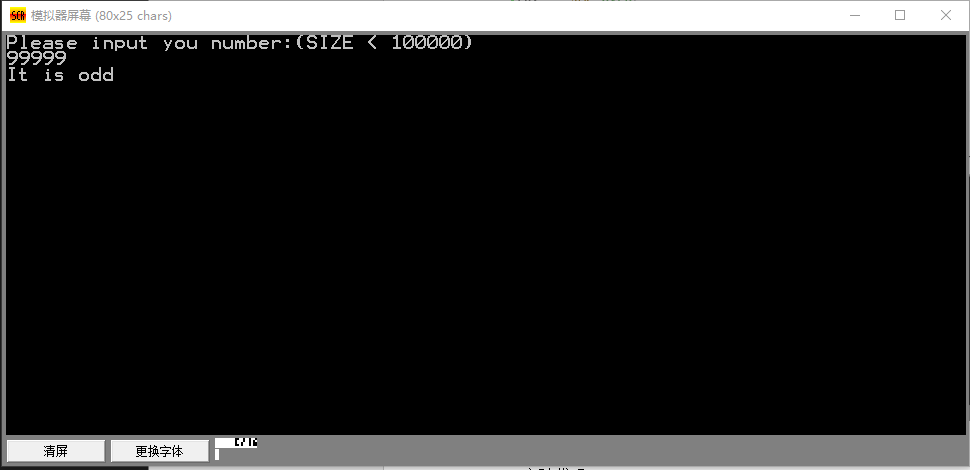 模拟器屏幕 (80x25 chars)
Please input you number:(SIZE < 100000)
99999
It is odd
清屏
更换字体